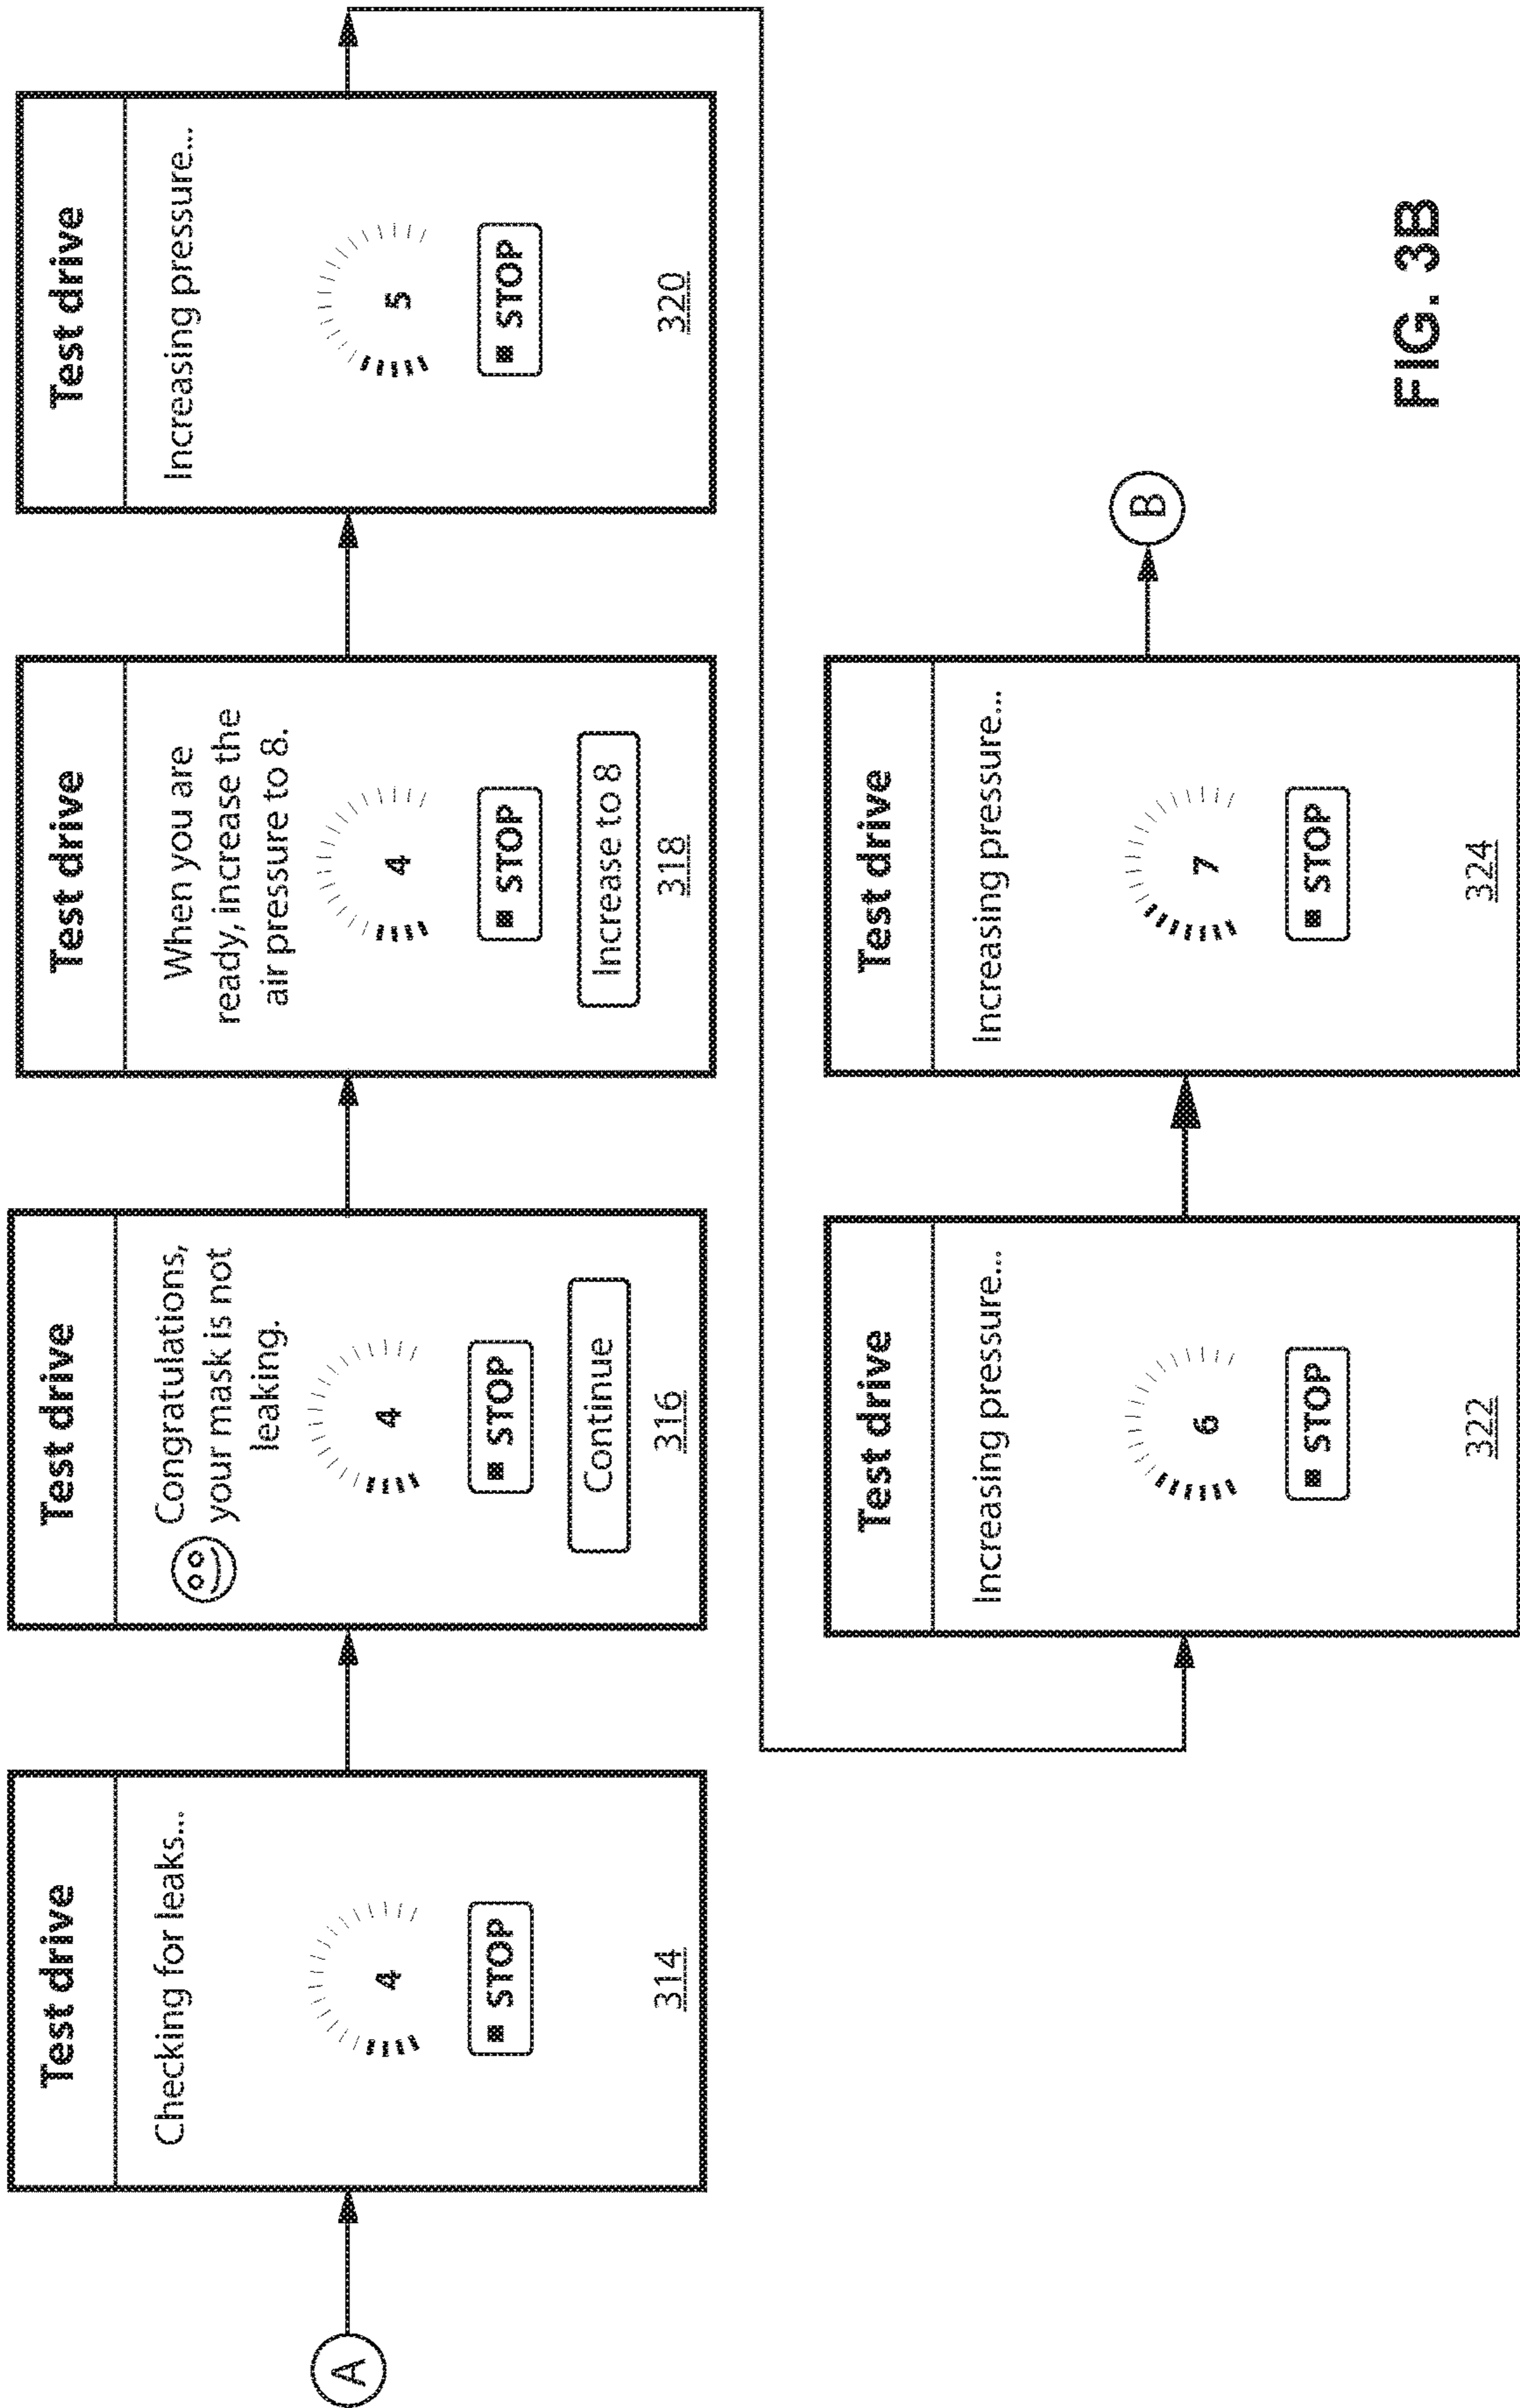 A
Test drive
Checking for leaks...
4
■ STOP
314
Test drive
Congratulations,
your mask is not
leaking.
4
■ STOP
Continue
316
Test drive
When you are
ready, increase the
air pressure to 8.
4
■ STOP
Increase to 8
318
Test drive
Increasing pressure...
5
■ STOP
320
Test drive
Increasing pressure...
6
■ STOP
322
Test drive
Increasing pressure...
7
■ STOP
324
B
FIG. 3B